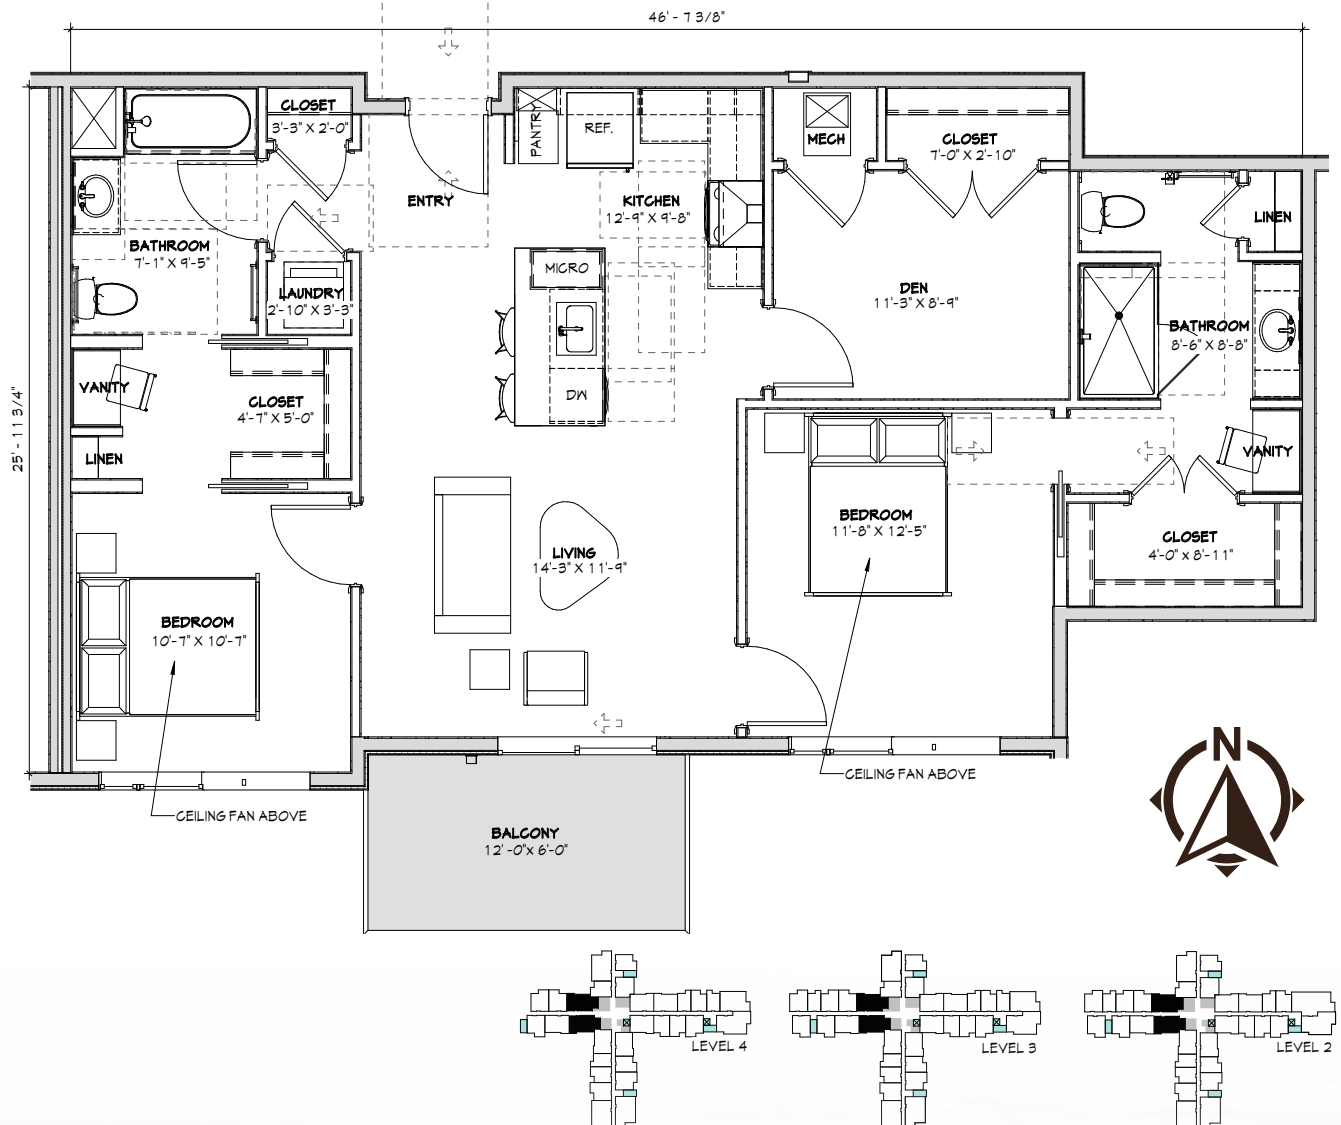 46' - 7 3/8"
CLOSET
3'-3" X 2'-0"
PANTRY
REF.
MECH
CLOSET
7'-0" X 2'-10"
ENTRY
KITCHEN
12'-9" X 9'-8"
LINEN
BATHROOM
7'-1" X 9'-5"
MICRO
LAUNDRY
2'-10" X 3'-3"
DEN
11'-3" X 8'-9"
BATHROOM
8'-6" X 8'-8"
VANITY
CLOSET
4'-7" X 5'-0"
DW
25' - 11 3/4"
LINEN
VANITY
BEDROOM
11'-8" X 12'-5"
CLOSET
4'-0" X 8'-11"
LIVING
14'-3" X 11'-9"
BEDROOM
10'-7" X 10'-7"
N
CEILING FAN ABOVE
CEILING FAN ABOVE
BALCONY
12' -0"x 6'-0"
LEVEL 4
LEVEL 3
LEVEL 2